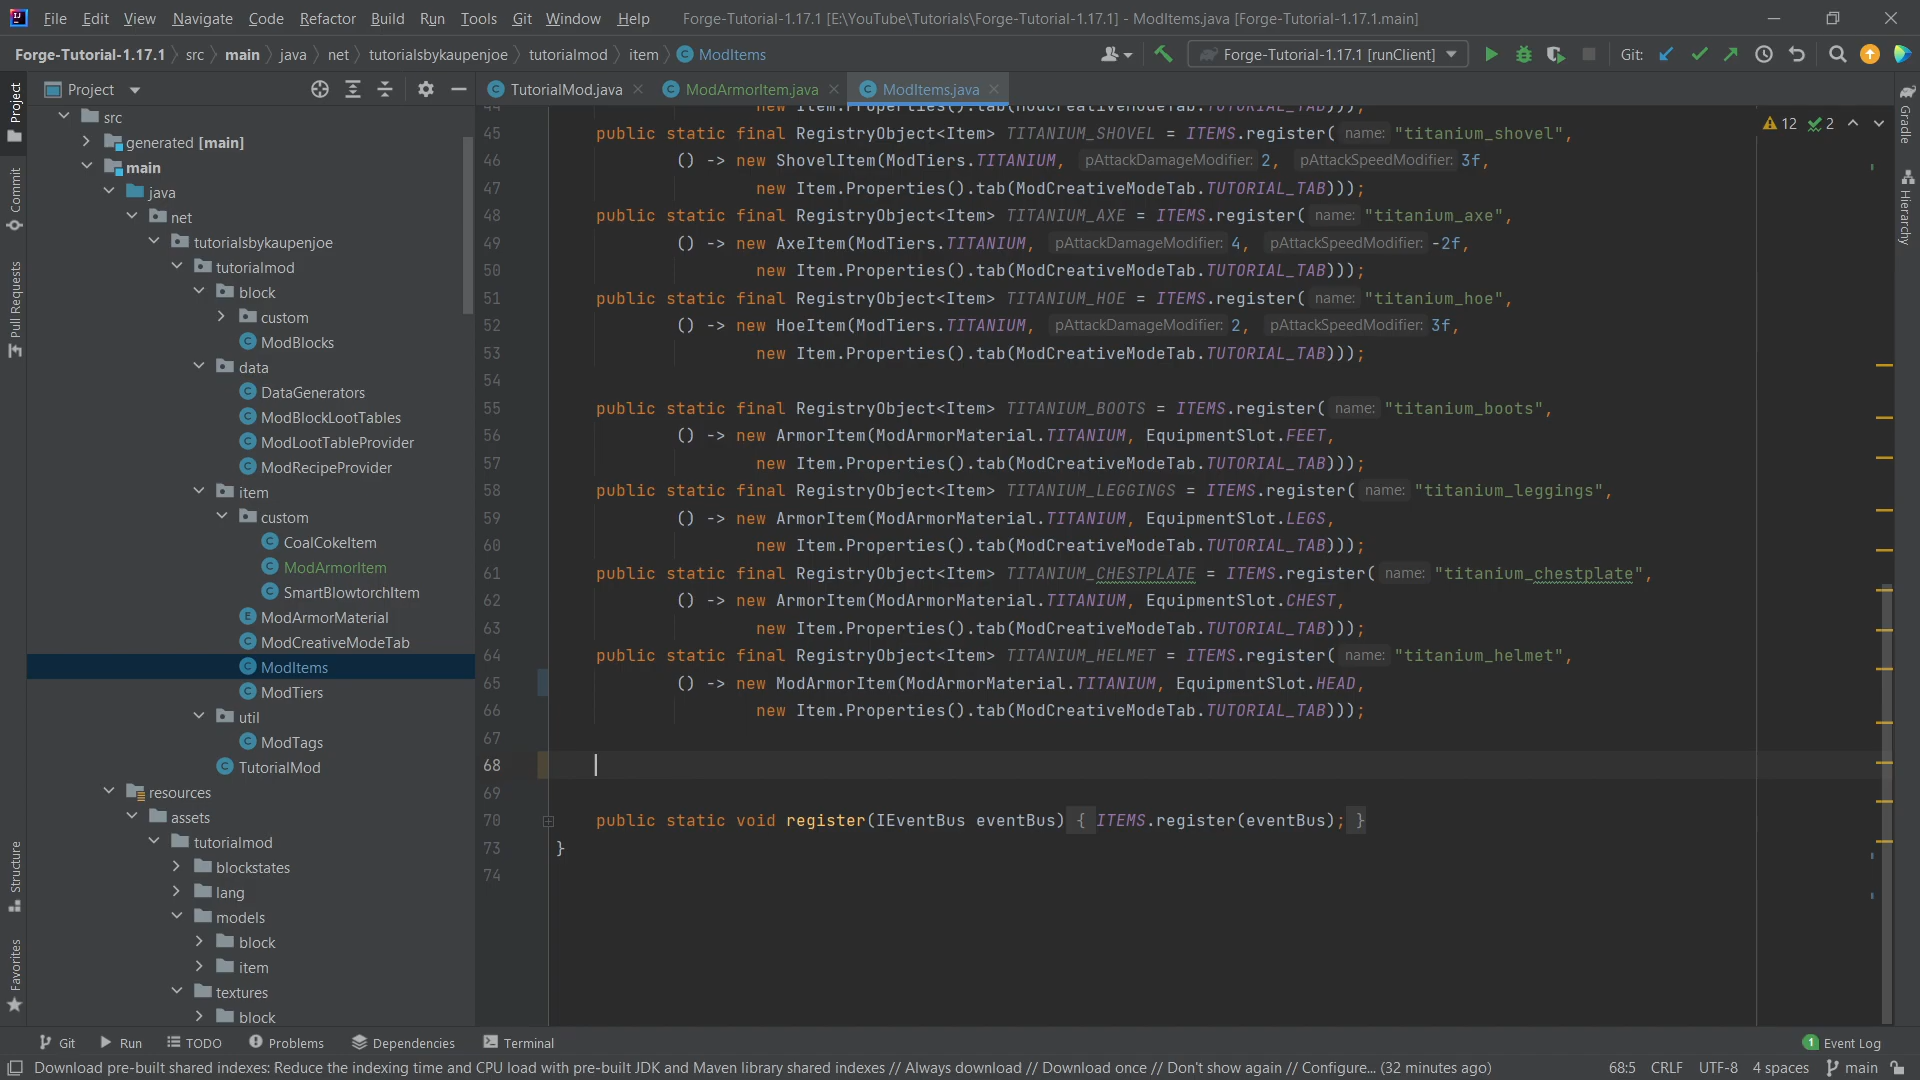 File Edit View Navigate Code Refactor Build Run Tools Git Window Help Forge-Tutorial-1.17.1 [E:\YouTube\Tutorials\Forge-Tutorial-1.17.1] - ModItems.java [Forge-Tutorial-1.17.1.main]
Forge-Tutorial-1.17.1 src main java net tutorialsbykaupenjoe tutorialmod item ModItems Forge-Tutorial-1.17.1 [runClient] Git:
Project TutorialMod.java ModArmorItem.java ModItems.java
Project
Commit
Pull Requests
Structure
Favorites
Gradle
Hierarchy
src
generated [main]
main
java
net
tutorialsbykaupenjoe
tutorialmod
block
custom
ModBlocks
data
DataGenerators
ModBlockLootTables
ModLootTableProvider
ModRecipeProvider
item
custom
CoalCokeItem
ModArmorItem
SmartBlowtorchItem
ModArmorMaterial
ModCreativeModeTab
ModItems
ModTiers
util
ModTags
TutorialMod
resources
assets
tutorialmod
blockstates
lang
models
block
item
textures
block
12 2
44 new Item.Properties().tab(ModCreativeModeTab.TUTORIAL_TAB)));
45 public static final RegistryObject<Item> TITANIUM_SHOVEL = ITEMS.register( name: "titanium_shovel",
46 () -> new ShovelItem(ModTiers.TITANIUM, pAttackDamageModifier: 2, pAttackSpeedModifier: 3f,
47 new Item.Properties().tab(ModCreativeModeTab.TUTORIAL_TAB)));
48 public static final RegistryObject<Item> TITANIUM_AXE = ITEMS.register( name: "titanium_axe",
49 () -> new AxeItem(ModTiers.TITANIUM, pAttackDamageModifier: 4, pAttackSpeedModifier: -2f,
50 new Item.Properties().tab(ModCreativeModeTab.TUTORIAL_TAB)));
51 public static final RegistryObject<Item> TITANIUM_HOE = ITEMS.register( name: "titanium_hoe",
52 () -> new HoeItem(ModTiers.TITANIUM, pAttackDamageModifier: 2, pAttackSpeedModifier: 3f,
53 new Item.Properties().tab(ModCreativeModeTab.TUTORIAL_TAB)));
54
55 public static final RegistryObject<Item> TITANIUM_BOOTS = ITEMS.register( name: "titanium_boots",
56 () -> new ArmorItem(ModArmorMaterial.TITANIUM, EquipmentSlot.FEET,
57 new Item.Properties().tab(ModCreativeModeTab.TUTORIAL_TAB)));
58 public static final RegistryObject<Item> TITANIUM_LEGGINGS = ITEMS.register( name: "titanium_leggings",
59 () -> new ArmorItem(ModArmorMaterial.TITANIUM, EquipmentSlot.LEGS,
60 new Item.Properties().tab(ModCreativeModeTab.TUTORIAL_TAB)));
61 public static final RegistryObject<Item> TITANIUM_CHESTPLATE = ITEMS.register( name: "titanium_chestplate",
62 () -> new ArmorItem(ModArmorMaterial.TITANIUM, EquipmentSlot.CHEST,
63 new Item.Properties().tab(ModCreativeModeTab.TUTORIAL_TAB)));
64 public static final RegistryObject<Item> TITANIUM_HELMET = ITEMS.register( name: "titanium_helmet",
65 () -> new ModArmorItem(ModArmorMaterial.TITANIUM, EquipmentSlot.HEAD,
66 new Item.Properties().tab(ModCreativeModeTab.TUTORIAL_TAB)));
67
68
69
70 public static void register(IEventBus eventBus) { ITEMS.register(eventBus); }
73 }
74
Git Run TODO Problems Dependencies Terminal 1 Event Log
Download pre-built shared indexes: Reduce the indexing time and CPU load with pre-built JDK and Maven library shared indexes // Always download // Download once // Don't show again // Configure... (32 minutes ago) 68:5 CRLF UTF-8 4 spaces main